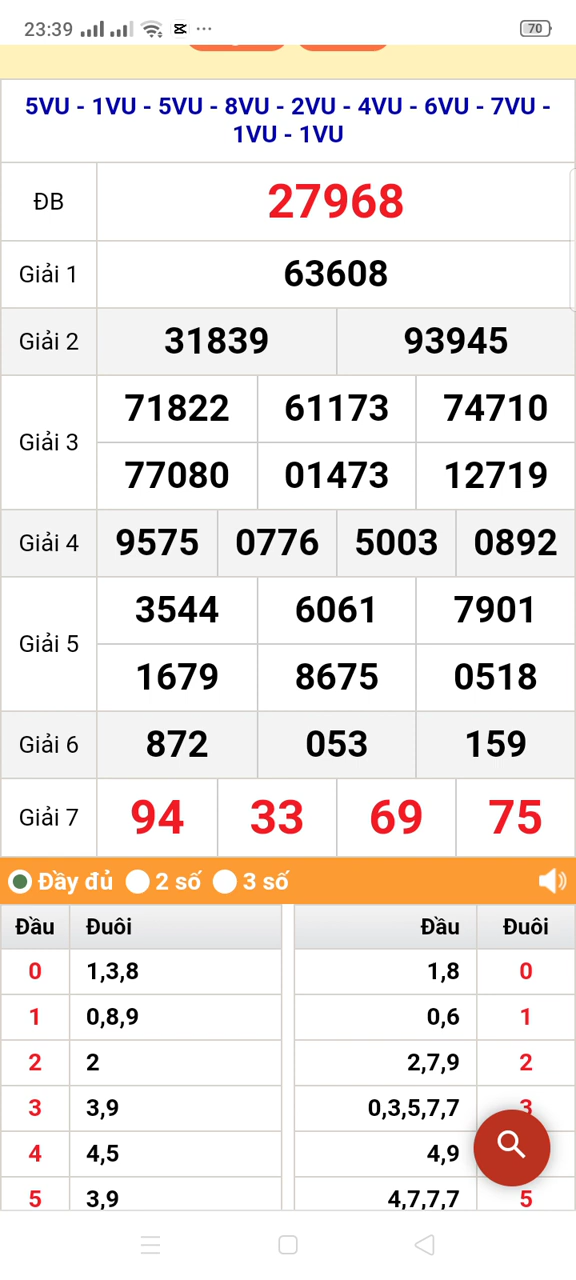 23:39
70
5VU - 1VU - 5VU - 8VU - 2VU - 4VU - 6VU - 7VU -
1VU - 1VU
ĐB 27968
Giải 1 63608
Giải 2 31839 93945
Giải 3
71822 61173 74710
77080 01473 12719
Giải 4 9575 0776 5003 0892
Giải 5
3544 6061 7901
1679 8675 0518
Giải 6 872 053 159
Giải 7 94 33 69 75
Đầy đủ 2 số 3 số
Đầu Đuôi Đầu Đuôi
0 1,3,8 1,8 0
1 0,8,9 0,6 1
2 2 2,7,9 2
3 3,9 0,3,5,7,7 3
4 4,5 4,9
5 3,9 4,7,7,7 5